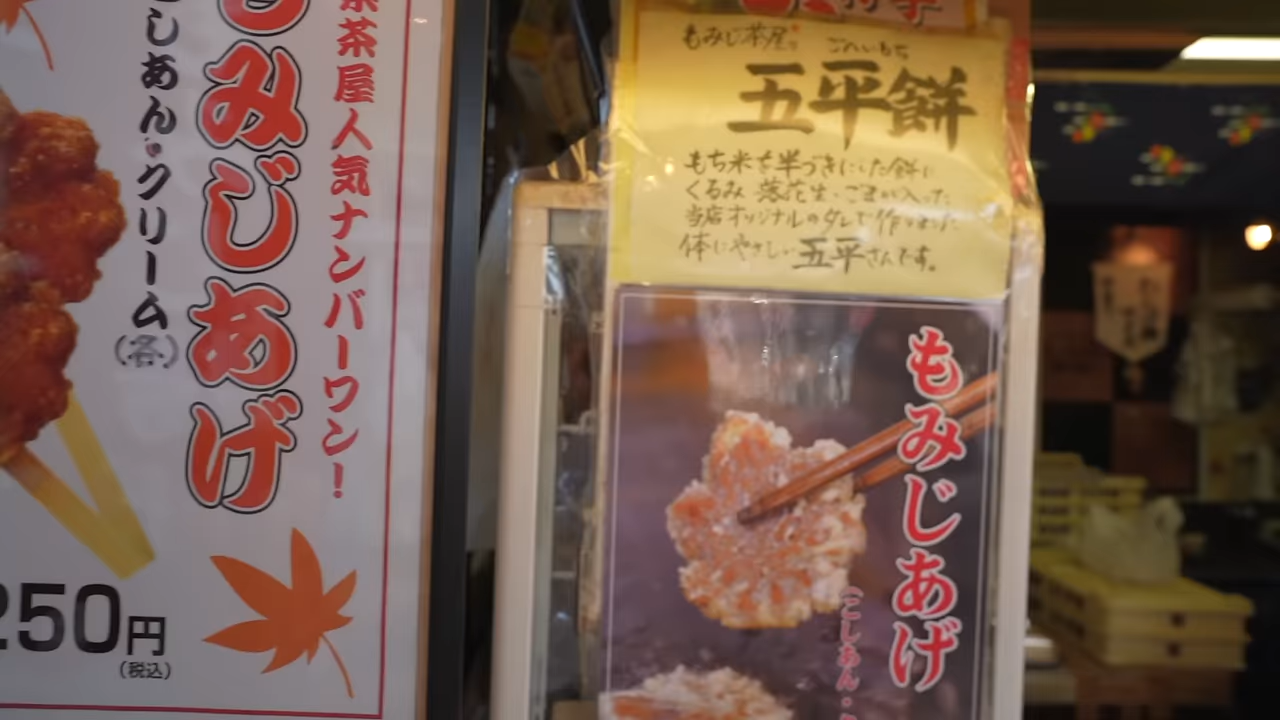 茶屋人気ナンバーワン!
もみじあげ
しあん・クリーム(各)
250円
(税込)
もみじ茶屋
ごへいもち
五平餅
もち米を半づきにした餅に
くるみ 落花生・ごまが入った
当店オリジナルのタレで作りました
体にやさしい五平さんです。
もみじあげ
(こしあん・